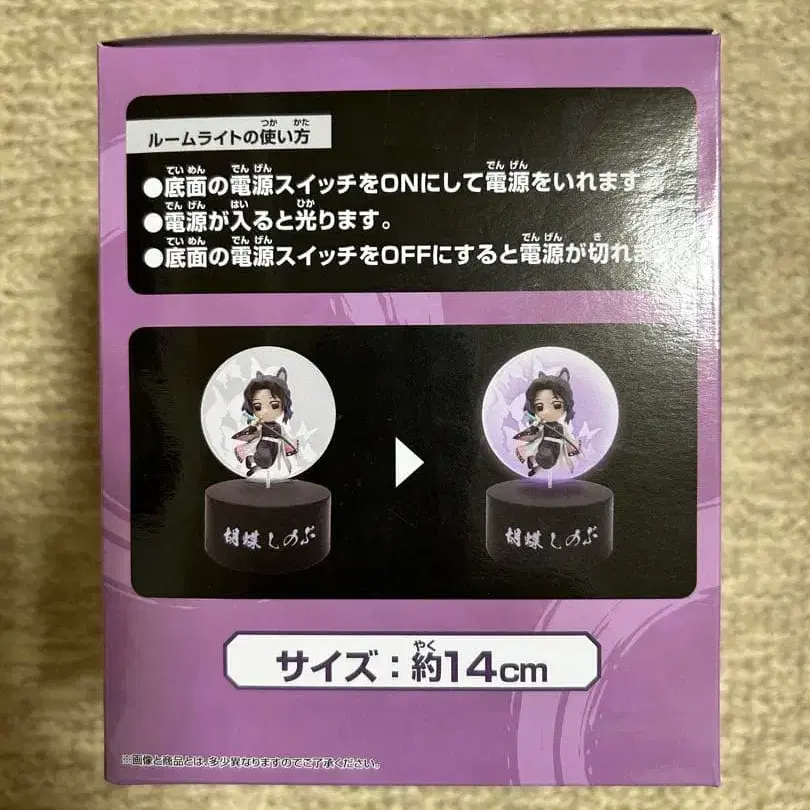 ルームライトの使い方
●底面の電源スイッチをONにして電源をいれます
●電源が入ると光ります。
●底面の電源スイッチをOFFにすると電源が切れま
胡蝶しのぶ
胡蝶しのぶ
サイズ:約14cm
※画像と商品とは、多少異なりますのでご了承ください。